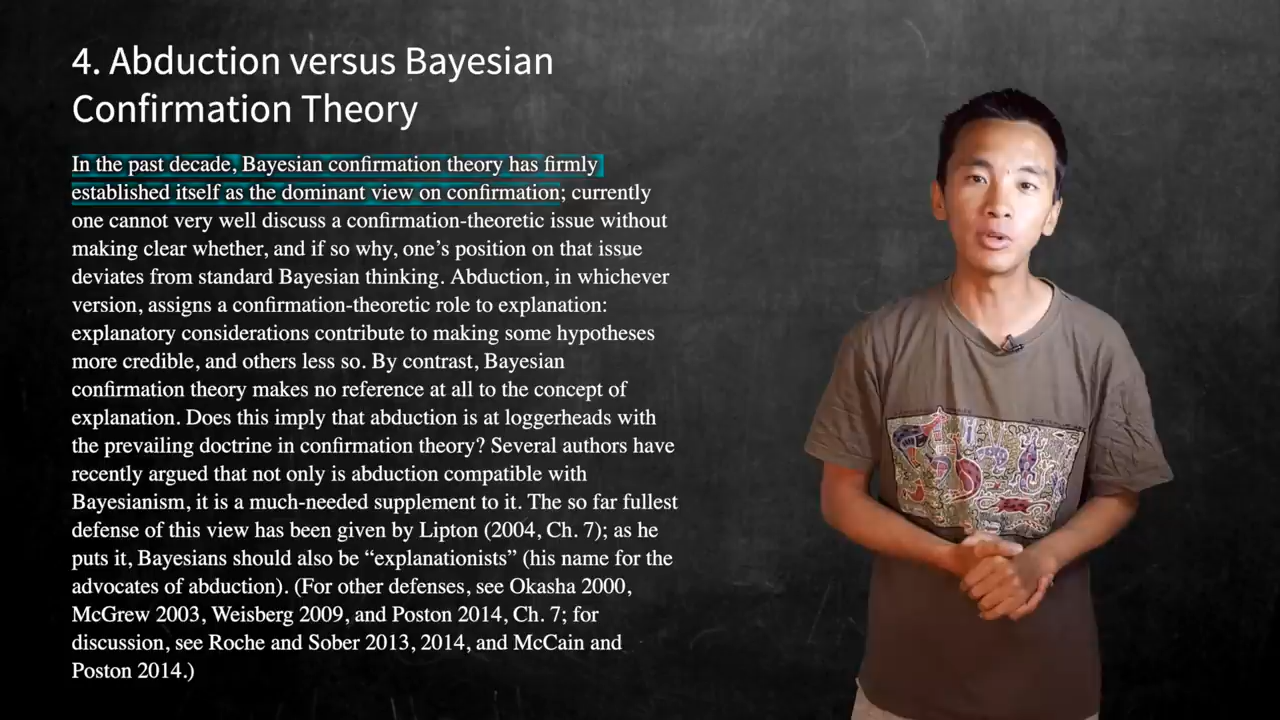 4. Abduction versus Bayesian
Confirmation Theory
In the past decade, Bayesian confirmation theory has firmly
established itself as the dominant view on confirmation; currently
one cannot very well discuss a confirmation-theoretic issue without
making clear whether, and if so why, one’s position on that issue
deviates from standard Bayesian thinking. Abduction, in whichever
version, assigns a confirmation-theoretic role to explanation:
explanatory considerations contribute to making some hypotheses
more credible, and others less so. By contrast, Bayesian
confirmation theory makes no reference at all to the concept of
explanation. Does this imply that abduction is at loggerheads with
the prevailing doctrine in confirmation theory? Several authors have
recently argued that not only is abduction compatible with
Bayesianism, it is a much-needed supplement to it. The so far fullest
defense of this view has been given by Lipton (2004, Ch. 7); as he
puts it, Bayesians should also be “explanationists” (his name for the
advocates of abduction). (For other defenses, see Okasha 2000,
McGrew 2003, Weisberg 2009, and Poston 2014, Ch. 7; for
discussion, see Roche and Sober 2013, 2014, and McCain and
Poston 2014.)